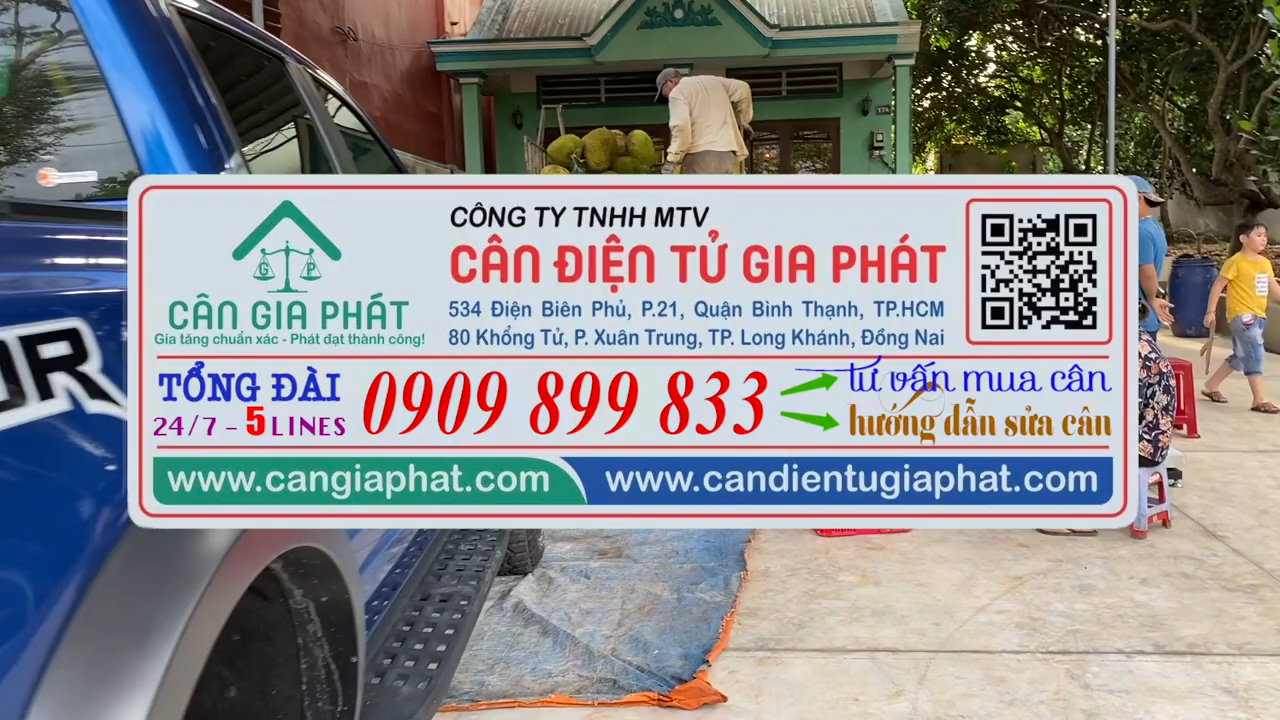 CÔNG TY TNHH MTV
CÂN ĐIỆN TỬ GIA PHÁT
534 Điện Biên Phủ, P.21, Quận Bình Thạnh, TP.HCM
80 Khổng Tử, P. Xuân Trung, TP. Long Khánh, Đồng Nai
G P
CÂN GIA PHÁT
Gia tăng chuẩn xác - Phát đạt thành công!
TỔNG ĐÀI
24/7 - 5 LINES
0909 899 833
tư vấn mua cân
hướng dẫn sửa cân
www.cangiaphat.com
www.candientugiaphat.com